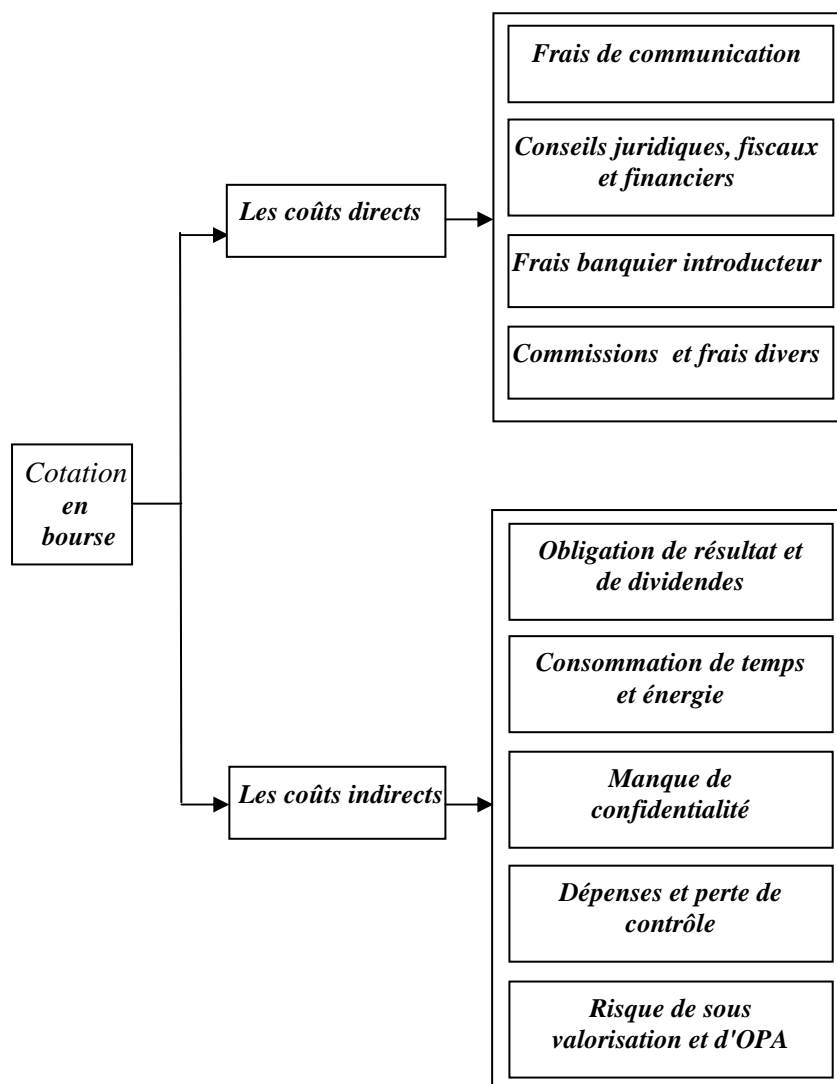 Cotation
en
bourse
Les coûts directs
Frais de communication
Conseils juridiques, fiscaux
et financiers
Frais banquier introducteur
Commissions et frais divers
Les coûts indirects
Obligation de résultat et
de dividendes
Consommation de temps
et énergie
Manque de
confidentialité
Dépenses et perte de
contrôle
Risque de sous
valorisation et d'OPA